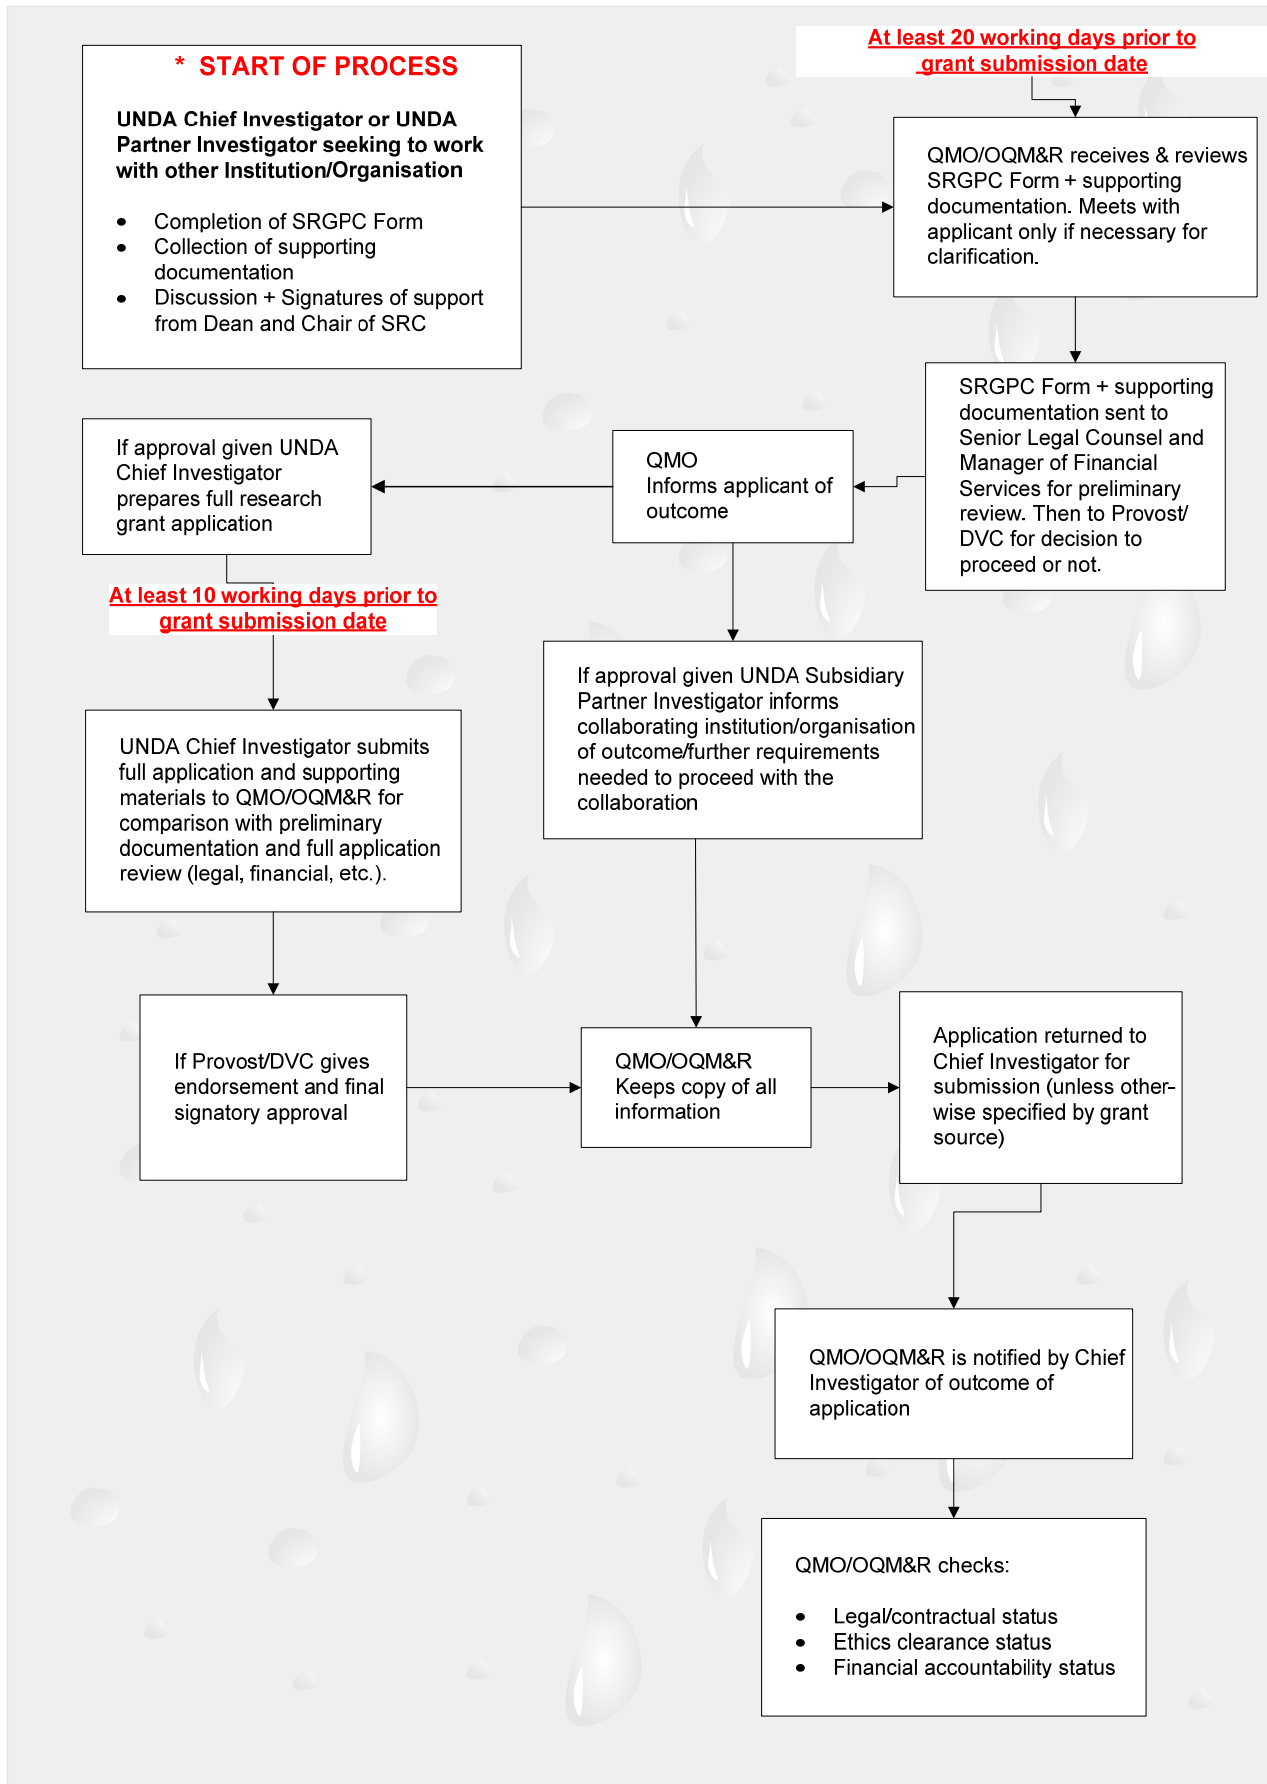 * START OF PROCESS
UNDA Chief Investigator or UNDA
Partner Investigator seeking to work
with other Institution/Organisation
• Completion of SRGPC Form
• Collection of supporting
documentation
• Discussion + Signatures of support
from Dean and Chair of SRC
At least 20 working days prior to
grant submission date
QMO/OQM&R receives & reviews
SRGPC Form + supporting
documentation. Meets with
applicant only if necessary for
clarification.
SRGPC Form + supporting
documentation sent to
Senior Legal Counsel and
Manager of Financial
Services for preliminary
review. Then to Provost/
DVC for decision to
proceed or not.
QMO
Informs applicant of
outcome
If approval given UNDA
Chief Investigator
prepares full research
grant application
At least 10 working days prior to
grant submission date
If approval given UNDA Subsidiary
Partner Investigator informs
collaborating institution/organisation
of outcome/further requirements
needed to proceed with the
collaboration
UNDA Chief Investigator submits
full application and supporting
materials to QMO/OQM&R for
comparison with preliminary
documentation and full application
review (legal, financial, etc.).
If Provost/DVC gives
endorsement and final
signatory approval
QMO/OQM&R
Keeps copy of all
information
Application returned to
Chief Investigator for
submission (unless other-
wise specified by grant
source)
QMO/OQM&R is notified by Chief
Investigator of outcome of
application
QMO/OQM&R checks:
• Legal/contractual status
• Ethics clearance status
• Financial accountability status